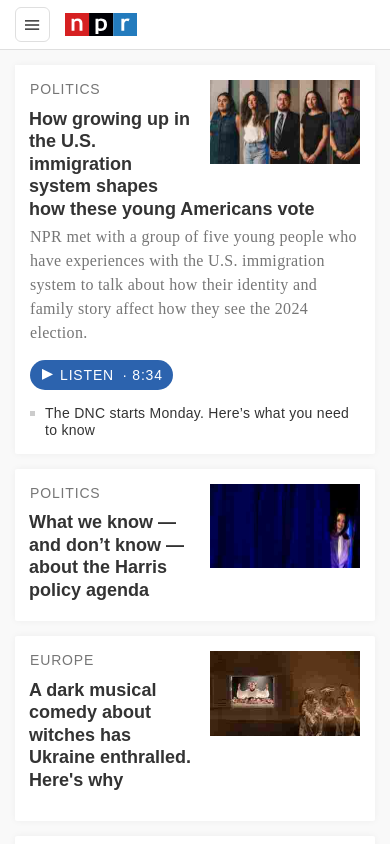 npr
POLITICS
How growing up in
the U.S.
immigration
system shapes
how these young Americans vote
NPR met with a group of five young people who
have experiences with the U.S. immigration
system to talk about how their identity and
family story affect how they see the 2024
election.
LISTEN · 8:34
The DNC starts Monday. Here’s what you need
to know
POLITICS
What we know —
and don’t know —
about the Harris
policy agenda
EUROPE
A dark musical
comedy about
witches has
Ukraine enthralled.
Here's why